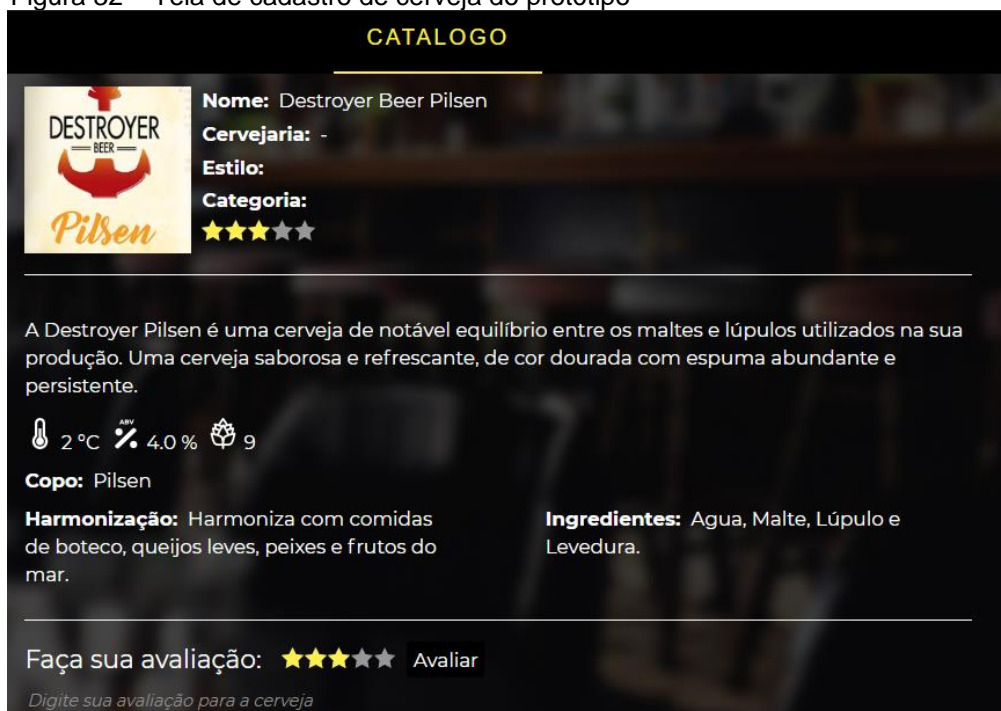 Figura 32 – Tela de cadastro de cerveja do protótipo
CATALOGO
DESTROYER
BEER
Pilsen
Nome: Destroyer Beer Pilsen
Cervejaria: -
Estilo:
Categoria:
A Destroyer Pilsen é uma cerveja de notável equilíbrio entre os maltes e lúpulos utilizados na sua
produção. Uma cerveja saborosa e refrescante, de cor dourada com espuma abundante e
persistente.
2 °C ABV 4.0 % 9
Copo: Pilsen
Harmonização: Harmoniza com comidas
de boteco, queijos leves, peixes e frutos do
mar.
Ingredientes: Agua, Malte, Lúpulo e
Levedura.
Faça sua avaliação: Avaliar
Digite sua avaliação para a cerveja